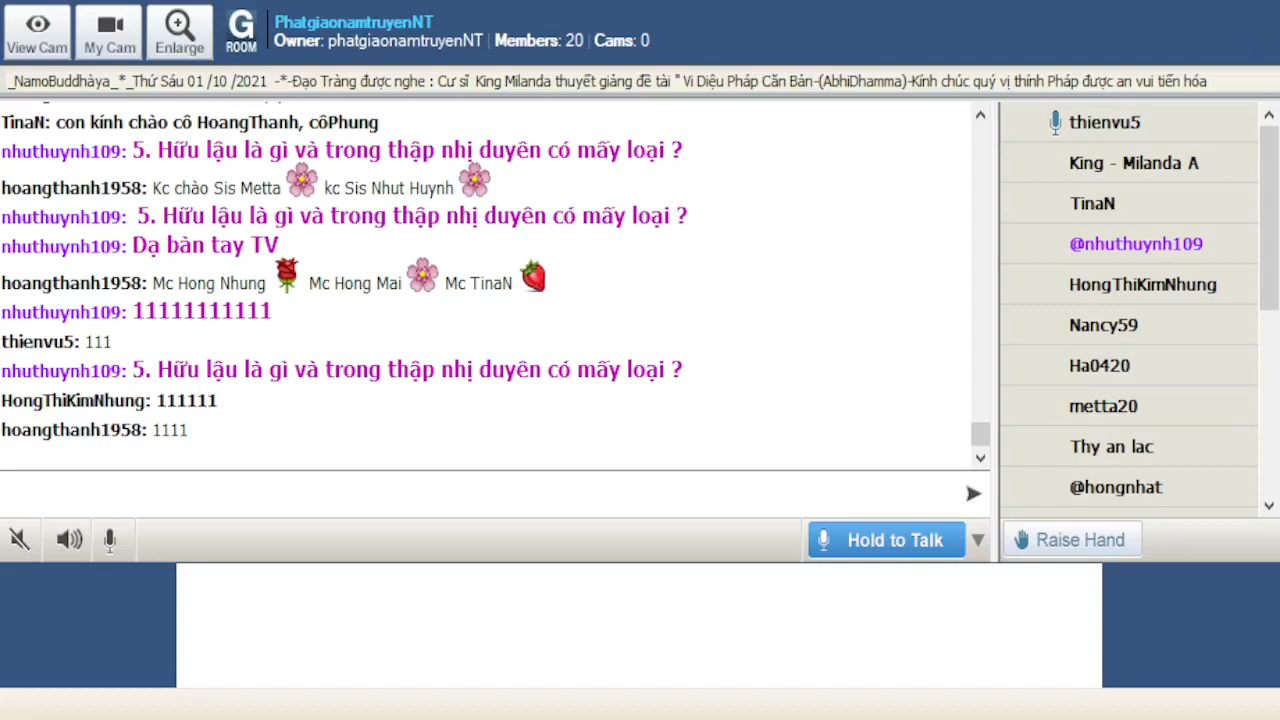 View Cam
My Cam
Enlarge
G
ROOM
PhatgiaonamtruyenNT
Owner: phatgiaonamtruyenNT | Members: 20 | Cams: 0
_NamoBuddhàya_*_Thứ Sáu 01 /10 /2021 -*-Đạo Tràng được nghe : Cư sĩ King Milanda thuyết giảng đề tài " Vi Diệu Pháp Căn Bản-(AbhiDhamma)-Kính chúc quý vị thính Pháp được an vui tiến hóa
TinaN: con kính chào cô HoangThanh, côPhung
nhuthuynh109: 5. Hữu lậu là gì và trong thập nhị duyên có mấy loại ?
hoangthanh1958: Kc chào Sis Metta kc Sis Nhut Huynh
nhuthuynh109: 5. Hữu lậu là gì và trong thập nhị duyên có mấy loại ?
nhuthuynh109: Dạ bàn tay TV
hoangthanh1958: Mc Hong Nhung Mc Hong Mai Mc TinaN
nhuthuynh109: 11111111111
thienvu5: 111
nhuthuynh109: 5. Hữu lậu là gì và trong thập nhị duyên có mấy loại ?
HongThiKimNhung: 111111
hoangthanh1958: 1111
thienvu5
King - Milanda A
TinaN
@nhuthuynh109
HongThiKimNhung
Nancy59
Ha0420
metta20
Thy an lac
@hongnhat
Hold to Talk
Raise Hand